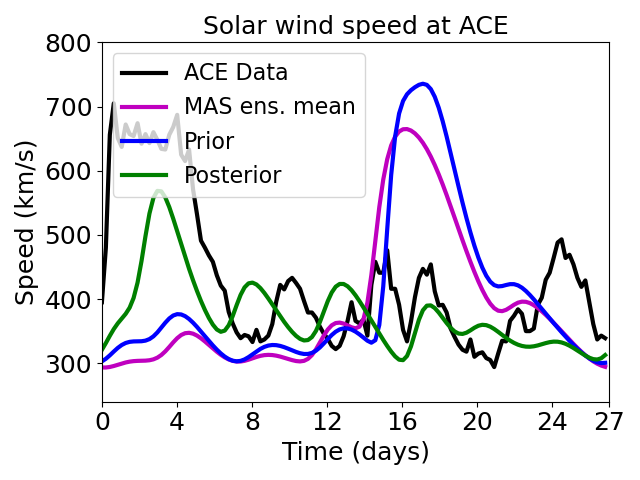 Solar wind speed at ACE
Speed (km/s)
800
700
600
500
400
300
ACE Data
MAS ens. mean
Prior
Posterior
0 4 8 12 16 20 24 27
Time (days)